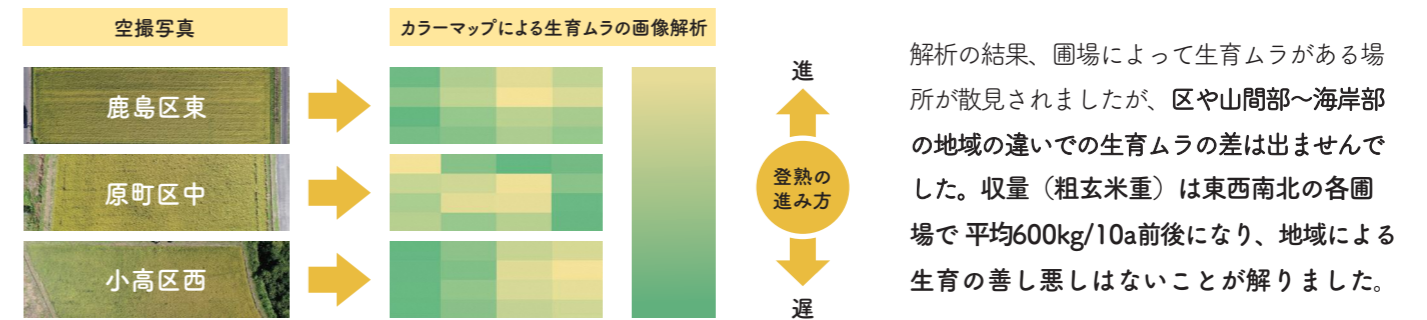 空撮写真
カラーマップによる生育ムラの画像解析
鹿島区東
原町区中
小高区西
進
登熟の
進み方
遅
解析の結果、圃場によって生育ムラがある場
所が散見されましたが、区や山間部〜海岸部
の地域の違いでの生育ムラの差は出ませんで
した。収量（粗玄米重）は東西南北の各圃
場で 平均600kg/10a前後になり、地域による
生育の善し悪しはないことが解りました。